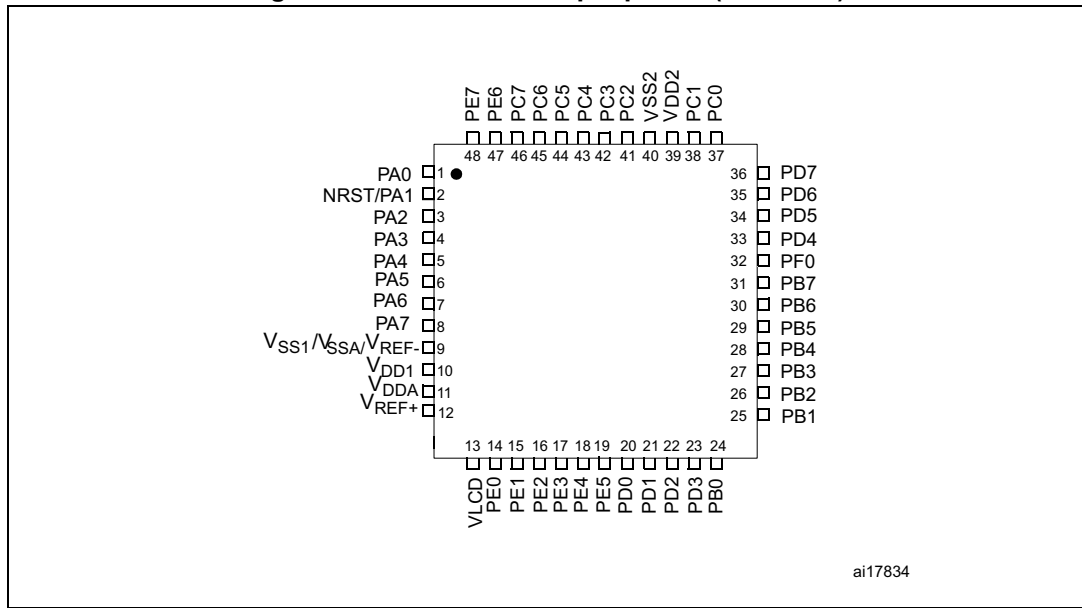 PE7 PE6 PC7 PC6 PC5 PC4 PC3 PC2 VSS2 VDD2 PC1 PC0
48 47 46 45 44 43 42 41 40 39 38 37
PA0 1 36 PD7
NRST/PA1 2 35 PD6
PA2 3 34 PD5
PA3 4 33 PD4
PA4 5 32 PF0
PA5 6 31 PB7
PA6 7 30 PB6
PA7 8 29 PB5
VSS1/VSSA/VREF- 9 28 PB4
VDD1 10 27 PB3
VDDA 11 26 PB2
VREF+ 12 25 PB1
13 14 15 16 17 18 19 20 21 22 23 24
VLCD PE0 PE1 PE2 PE3 PE4 PE5 PD0 PD1 PD2 PD3 PB0
ai17834